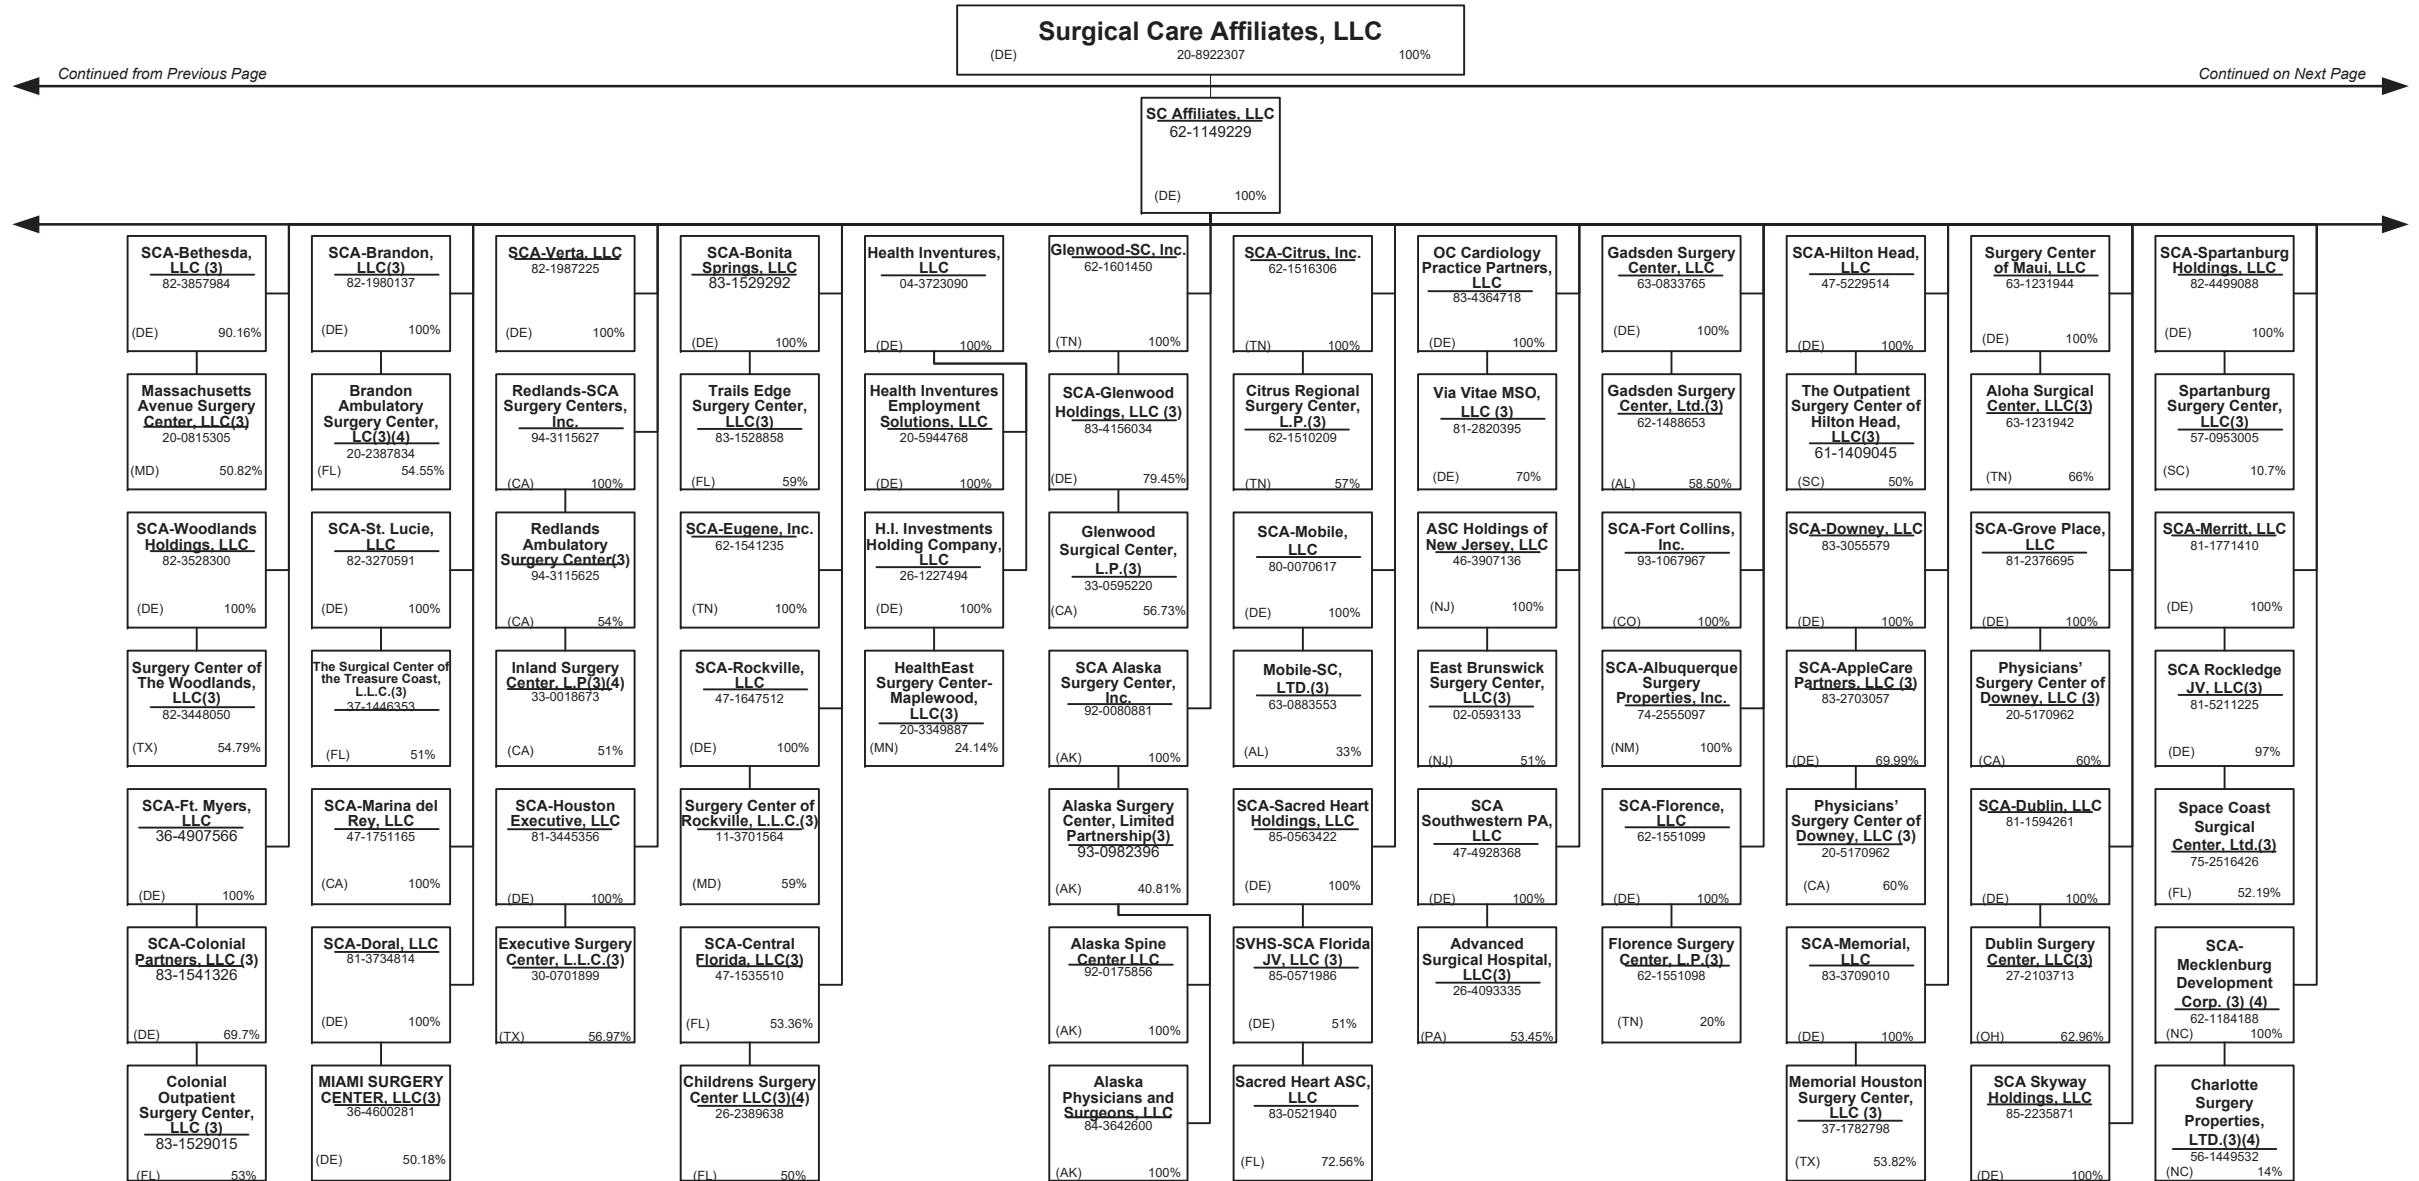 Surgical Care Affiliates, LLC
(DE) 20-8922307 100%
Continued from Previous Page
Continued on Next Page
SC Affiliates, LLC
62-1149229
(DE) 100%
SCA-Bethesda,
LLC (3)
82-3857984
(DE) 90.16%
Massachusetts
Avenue Surgery
Center, LLC(3)
20-0815305
(MD) 50.82%
SCA-Woodlands
Holdings, LLC
82-3528300
(DE) 100%
Surgery Center of
The Woodlands,
LLC(3)
82-3448050
(TX) 54.79%
SCA-Ft. Myers,
LLC
36-4907566
(DE) 100%
SCA-Colonial
Partners, LLC (3)
83-1541326
(DE) 69.7%
Colonial
Outpatient
Surgery Center,
LLC (3)
83-1529015
(FL) 53%
SCA-Brandon,
LLC(3)
82-1980137
(DE) 100%
Brandon
Ambulatory
Surgery Center,
LC(3)(4)
20-2387834
(FL) 54.55%
SCA-St. Lucie,
LLC
82-3270591
(DE) 100%
The Surgical Center of
the Treasure Coast,
L.L.C.(3)
37-1446353
(FL) 51%
SCA-Marina del
Rey, LLC
47-1751165
(CA) 100%
SCA-Doral, LLC
81-3734814
(DE) 100%
MIAMI SURGERY
CENTER, LLC(3)
36-4600281
(DE) 50.18%
SCA-Verta, LLC
82-1987225
(DE) 100%
Redlands-SCA
Surgery Centers,
Inc.
94-3115627
(CA) 100%
Redlands
Ambulatory
Surgery Center(3)
94-3115625
(CA) 54%
Inland Surgery
Center, L.P(3)(4)
33-0018673
(CA) 51%
SCA-Houston
Executive, LLC
81-3445356
(DE) 100%
Executive Surgery
Center, L.L.C.(3)
30-0701899
(TX) 56.97%
SCA-Bonita
Springs, LLC
83-1529292
(DE) 100%
Trails Edge
Surgery Center,
LLC(3)
83-1528858
(FL) 59%
SCA-Eugene, Inc.
62-1541235
(TN) 100%
SCA-Rockville,
LLC
47-1647512
(DE) 100%
Surgery Center of
Rockville, L.L.C.(3)
11-3701564
(MD) 59%
SCA-Central
Florida, LLC(3)
47-1535510
(FL) 53.36%
Childrens Surgery
Center LLC(3)(4)
26-2389638
(FL) 50%
Health Inventures,
LLC
04-3723090
(DE) 100%
Health Inventures
Employment
Solutions, LLC
20-5944768
(DE) 100%
H.I. Investments
Holding Company,
LLC
26-1227494
(DE) 100%
HealthEast
Surgery Center-
Maplewood,
LLC(3)
20-3349887
(MN) 24.14%
Glenwood-SC, Inc.
62-1601450
(TN) 100%
SCA-Glenwood
Holdings, LLC (3)
83-4156034
(DE) 79.45%
Glenwood
Surgical Center,
L.P.(3)
33-0595220
(CA) 56.73%
SCA Alaska
Surgery Center,
Inc.
92-0080881
(AK) 100%
Alaska Surgery
Center, Limited
Partnership(3)
93-0982396
(AK) 40.81%
Alaska Spine
Center LLC
92-0175856
(AK) 100%
Alaska
Physicians and
Surgeons, LLC
84-3642600
(AK) 100%
SCA-Citrus, Inc.
62-1516306
(TN) 100%
Citrus Regional
Surgery Center,
L.P.(3)
62-1510209
(TN) 57%
SCA-Mobile,
LLC
80-0070617
(DE) 100%
Mobile-SC,
LTD.(3)
63-0883553
(AL) 33%
SCA-Sacred Heart
Holdings, LLC
85-0563422
(DE) 100%
SVHS-SCA Florida
JV, LLC (3)
85-0571986
(DE) 51%
Sacred Heart ASC,
LLC
83-0521940
(FL) 72.56%
OC Cardiology
Practice Partners,
LLC
83-4364718
(DE) 100%
Via Vitae MSO,
LLC (3)
81-2820395
(DE) 70%
ASC Holdings of
New Jersey, LLC
46-3907136
(NJ) 100%
East Brunswick
Surgery Center,
LLC(3)
02-0593133
(NJ) 51%
SCA
Southwestern PA,
LLC
47-4928368
(DE) 100%
Advanced
Surgical Hospital,
LLC(3)
26-4093335
(PA) 53.45%
Gadsden Surgery
Center, LLC
63-0833765
(DE) 100%
Gadsden Surgery
Center, Ltd.(3)
62-1488653
(AL) 58.50%
SCA-Fort Collins,
Inc.
93-1067967
(CO) 100%
SCA-Albuquerque
Surgery
Properties, Inc.
74-2555097
(NM) 100%
SCA-Florence,
LLC
62-1551099
(DE) 100%
Florence Surgery
Center, L.P.(3)
62-1551098
(TN) 20%
SCA-Hilton Head,
LLC
47-5229514
(DE) 100%
The Outpatient
Surgery Center of
Hilton Head,
LLC(3)
61-1409045
(SC) 50%
SCA-Downey, LLC
83-3055579
(DE) 100%
SCA-AppleCare
Partners, LLC (3)
83-2703057
(DE) 69.99%
Physicians’
Surgery Center of
Downey, LLC (3)
20-5170962
(CA) 60%
SCA-Memorial,
LLC
83-3709010
(DE) 100%
Memorial Houston
Surgery Center,
LLC (3)
37-1782798
(TX) 53.82%
Surgery Center
of Maui, LLC
63-1231944
(DE) 100%
Aloha Surgical
Center, LLC(3)
63-1231942
(TN) 66%
SCA-Grove Place,
LLC
81-2376695
(DE) 100%
Physicians’
Surgery Center of
Downey, LLC (3)
20-5170962
(CA) 60%
SCA-Dublin, LLC
81-1594261
(DE) 100%
Dublin Surgery
Center, LLC(3)
27-2103713
(OH) 62.96%
SCA Skyway
Holdings, LLC
85-2235871
(DE) 100%
SCA-Spartanburg
Holdings, LLC
82-4499088
(DE) 100%
Spartanburg
Surgery Center,
LLC(3)
57-0953005
(SC) 10.7%
SCA-Merritt, LLC
81-1771410
(DE) 100%
SCA Rockledge
JV, LLC(3)
81-5211225
(DE) 97%
Space Coast
Surgical
Center, Ltd.(3)
75-2516426
(FL) 52.19%
SCA-
Mecklenburg
Development
Corp. (3) (4)
62-1184188
(NC) 100%
Charlotte
Surgery
Properties,
LTD.(3)(4)
56-1449532
(NC) 14%